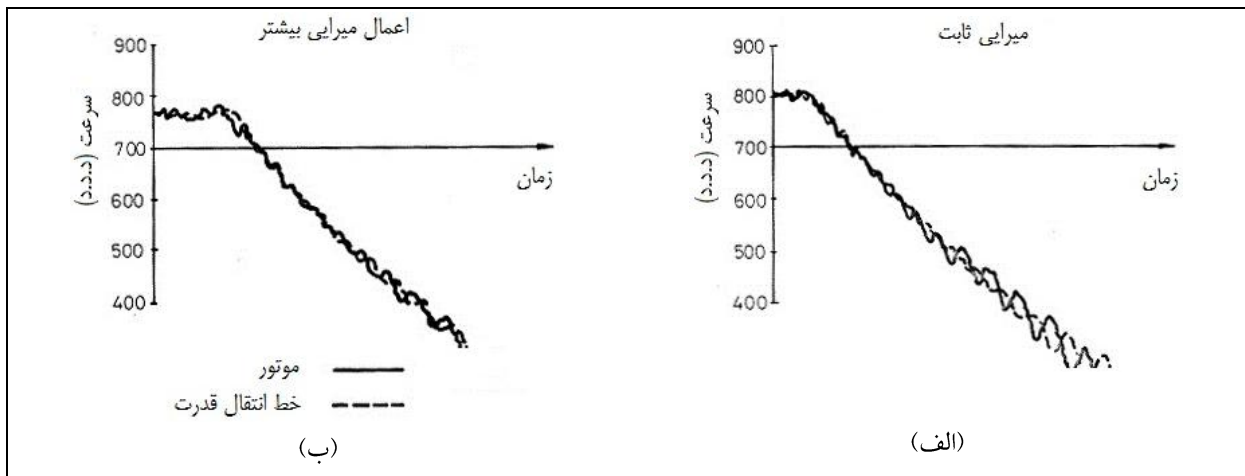 میرایی ثابت
900
800
700
600
500
400
سرعت (د.د.د)
زمان
(الف)
اعمال میرایی بیشتر
900
800
700
600
500
400
سرعت (د.د.د)
زمان
موتور
خط انتقال قدرت
(ب)